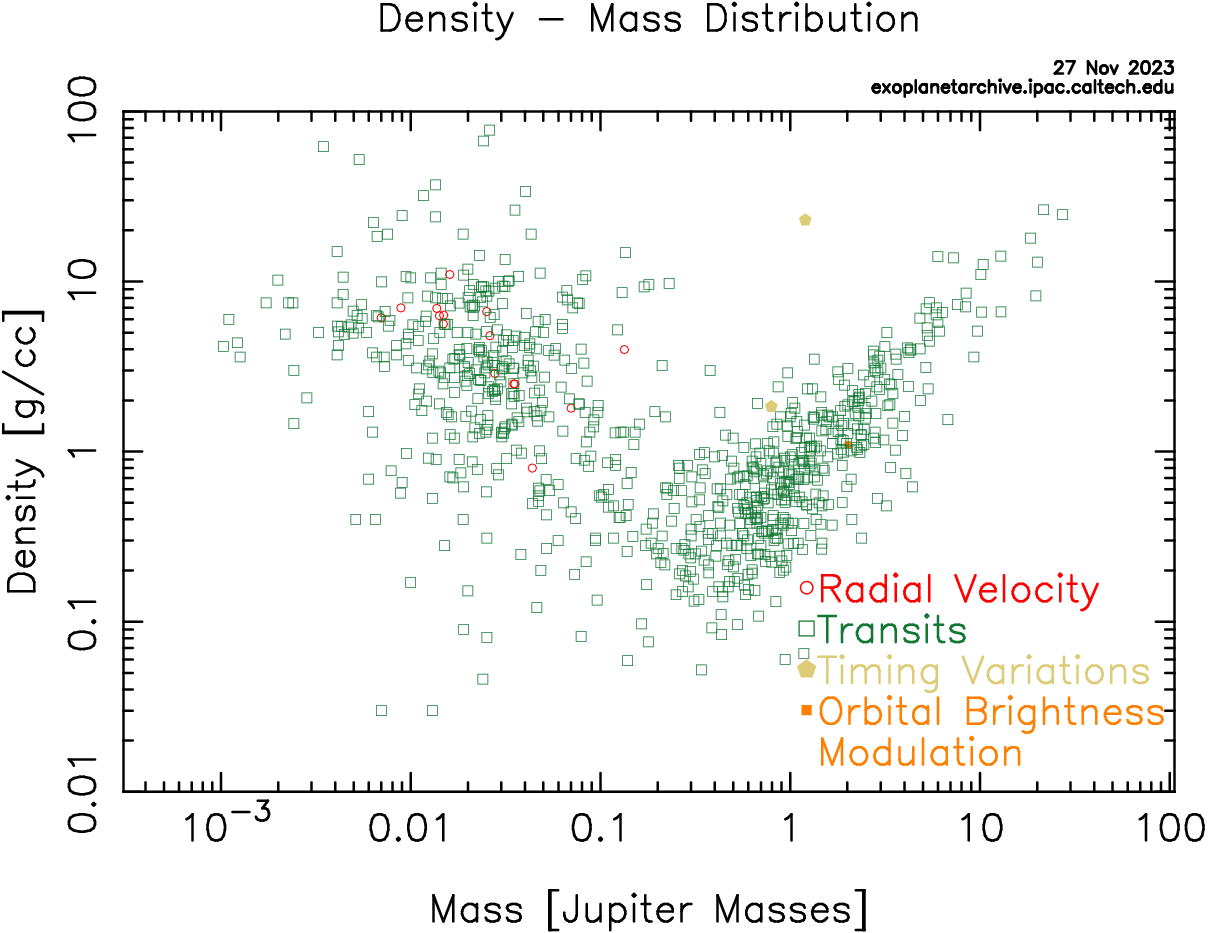 Density – Mass Distribution
27 Nov 2023
exoplanetarchive.ipac.caltech.edu
100
10
1
0.1
0.01
Density [g/cc]
Radial Velocity
Transits
Timing Variations
Orbital Brightness
Modulation
10⁻³ 0.01 0.1 1 10 100
Mass [Jupiter Masses]